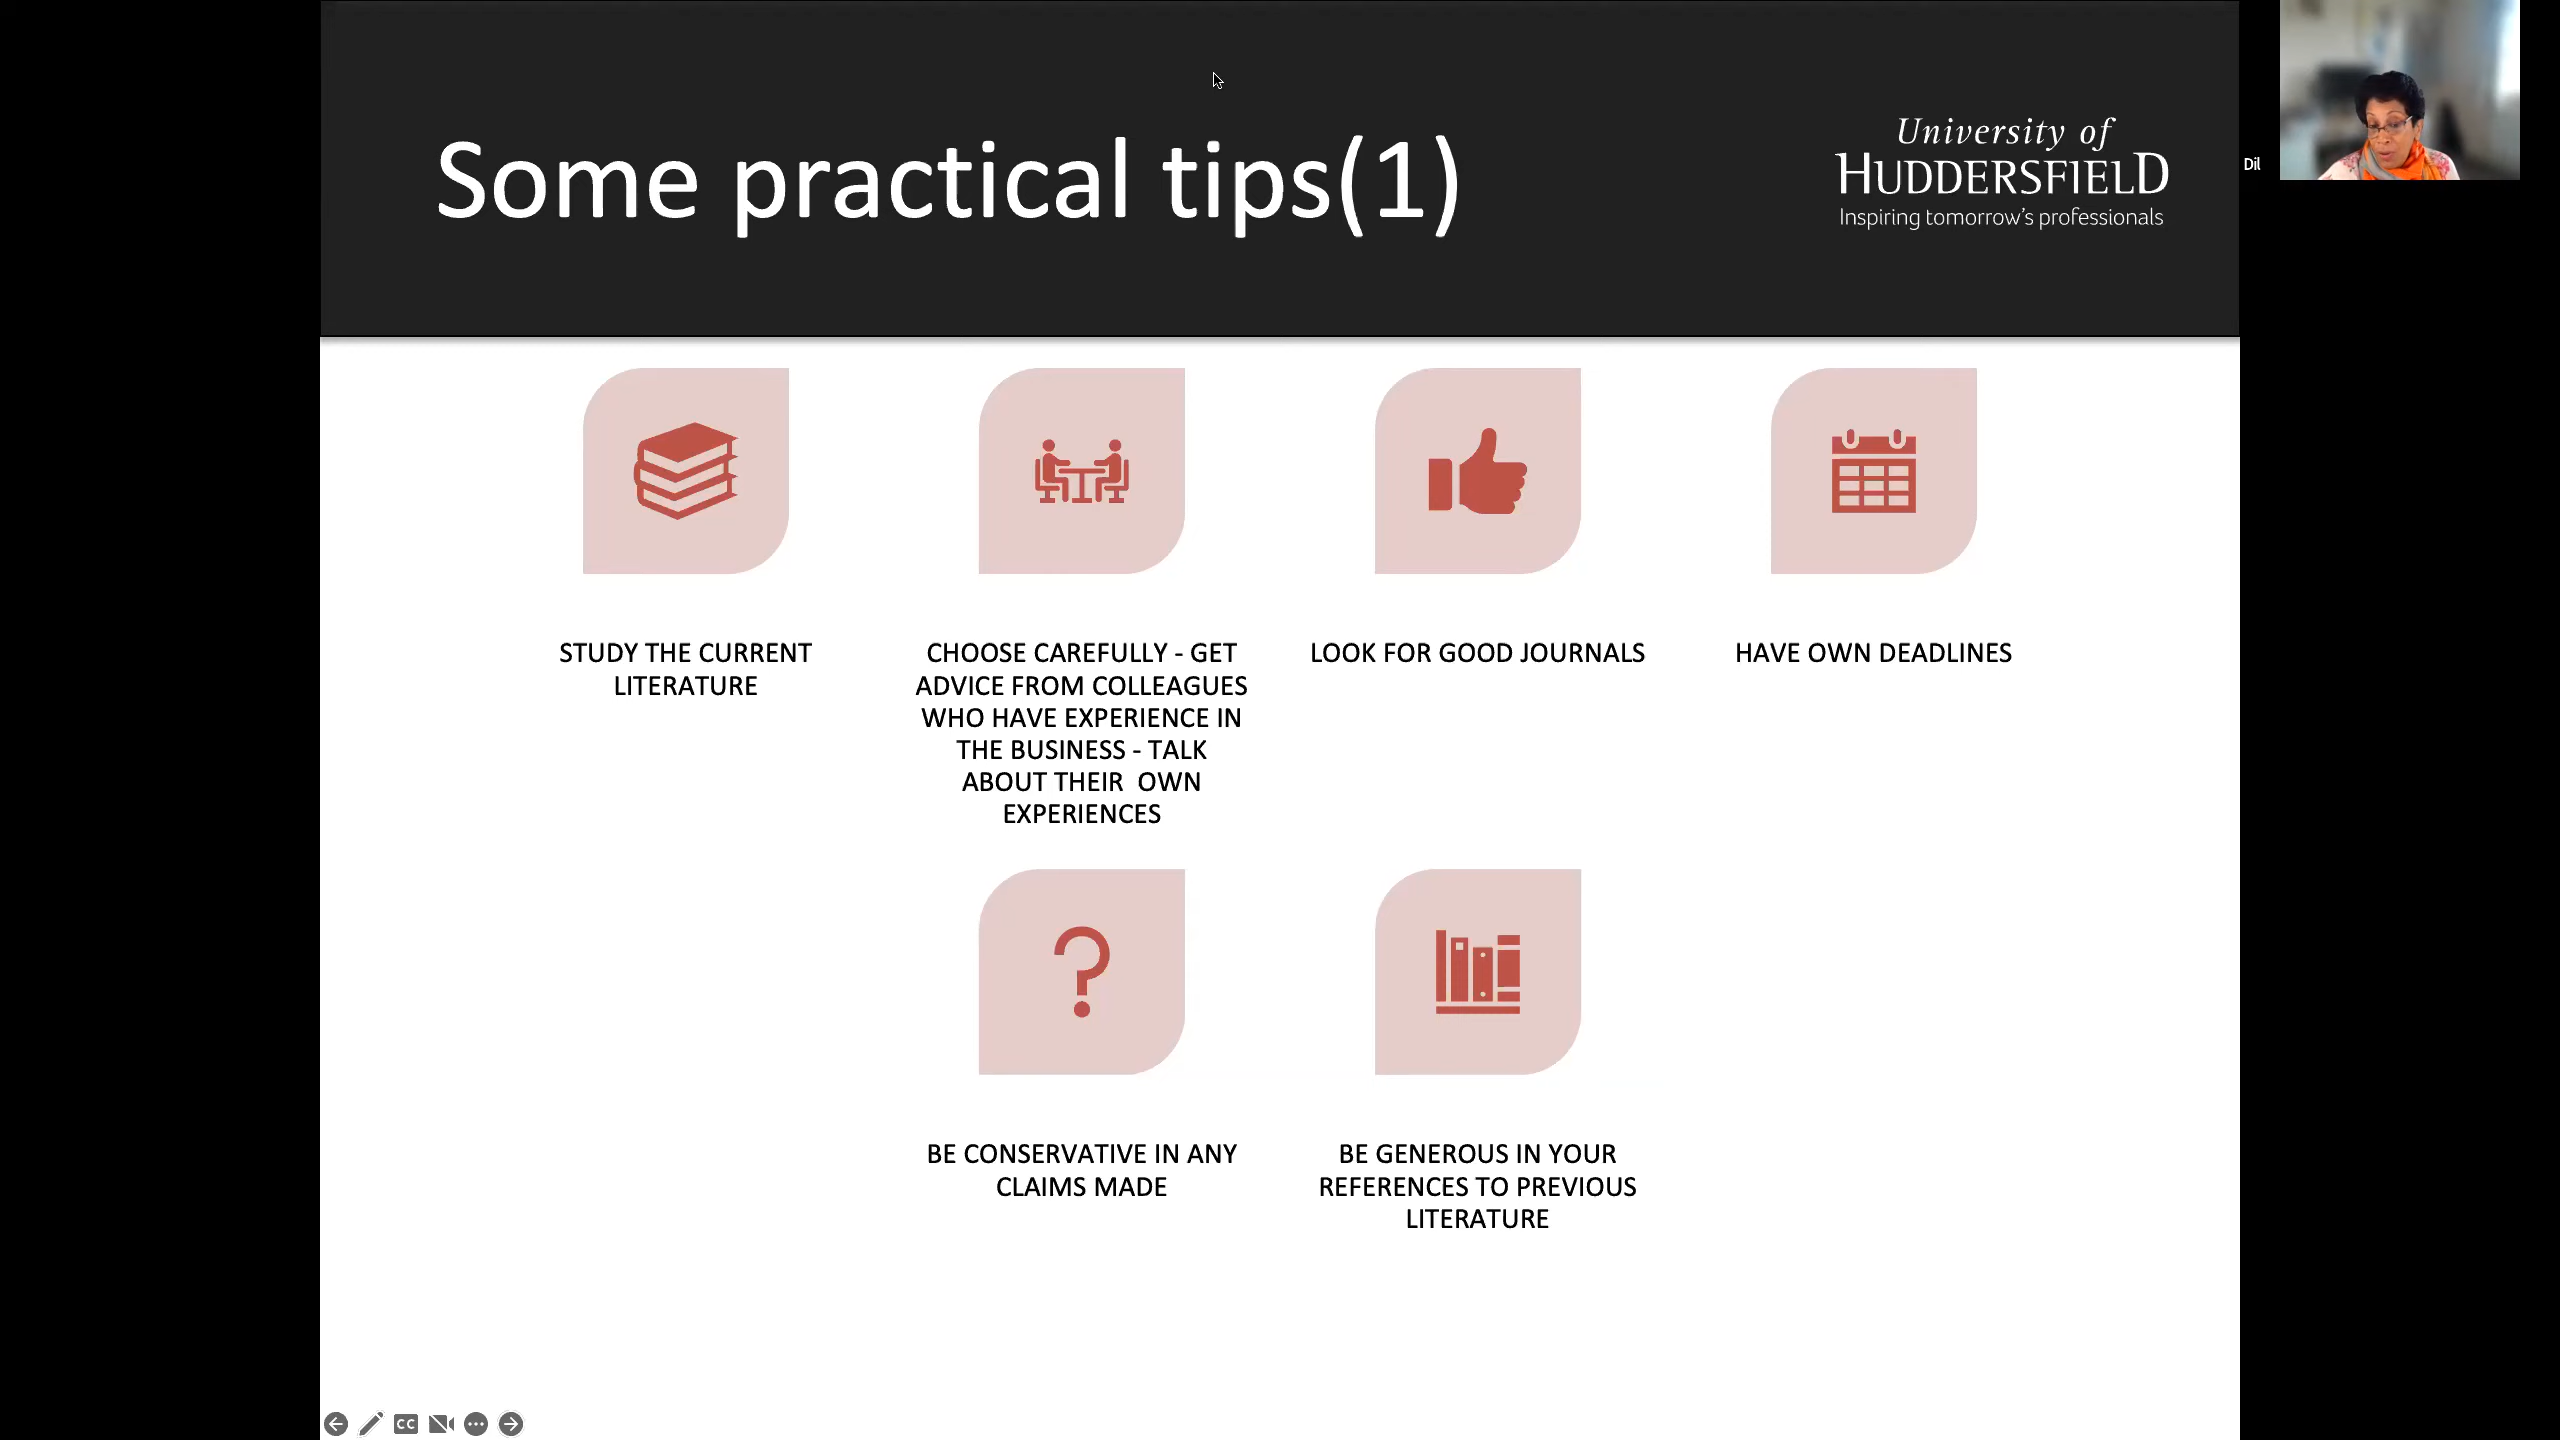 Some practical tips(1)
University of
HUDDERSFIELD
Inspiring tomorrow's professionals
Dil
STUDY THE CURRENT
LITERATURE
CHOOSE CAREFULLY - GET
ADVICE FROM COLLEAGUES
WHO HAVE EXPERIENCE IN
THE BUSINESS - TALK
ABOUT THEIR  OWN
EXPERIENCES
LOOK FOR GOOD JOURNALS
HAVE OWN DEADLINES
BE CONSERVATIVE IN ANY
CLAIMS MADE
BE GENEROUS IN YOUR
REFERENCES TO PREVIOUS
LITERATURE
CC